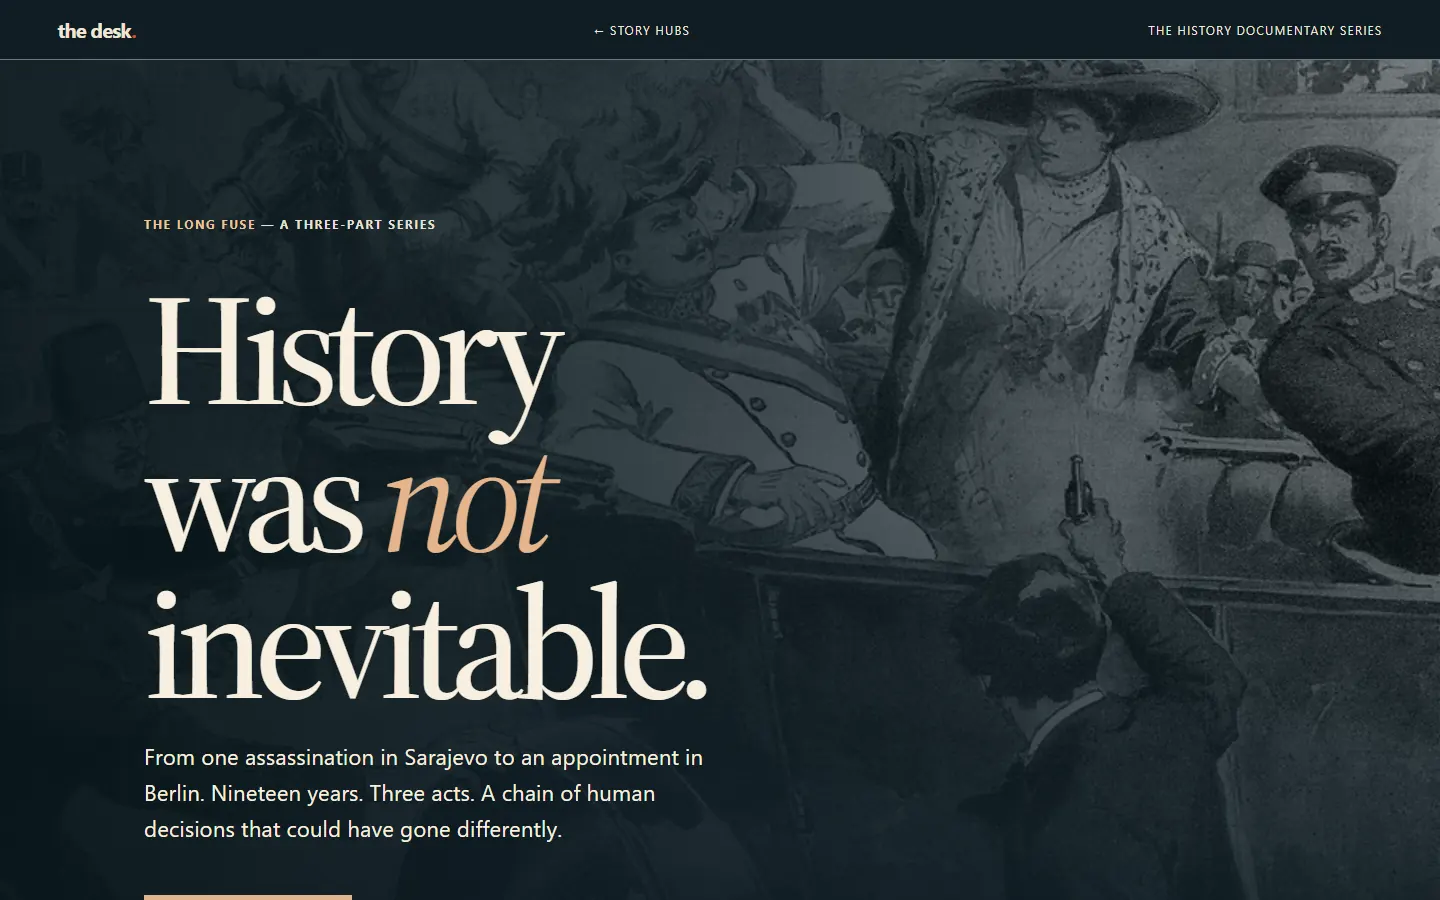 the desk.
← STORY HUBS
THE HISTORY DOCUMENTARY SERIES
THE LONG FUSE — A THREE-PART SERIES
History
was not
inevitable.
From one assassination in Sarajevo to an appointment in
Berlin. Nineteen years. Three acts. A chain of human
decisions that could have gone differently.